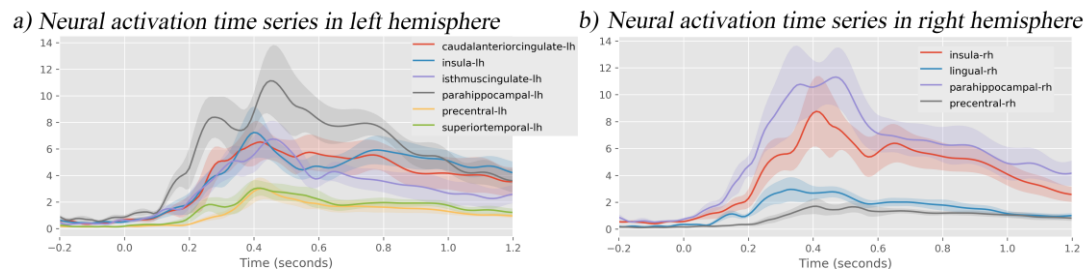 a) Neural activation time series in left hemisphere
14
12
10
8
6
4
2
0
caudalanteriorcingulate-lh
insula-lh
isthmuscingulate-lh
parahippocampal-lh
precentral-lh
superiortemporal-lh
−0.2 0.0 0.2 0.4 0.6 0.8 1.0 1.2
Time (seconds)
b) Neural activation time series in right hemisphere
14
12
10
8
6
4
2
0
insula-rh
lingual-rh
parahippocampal-rh
precentral-rh
−0.2 0.0 0.2 0.4 0.6 0.8 1.0 1.2
Time (seconds)